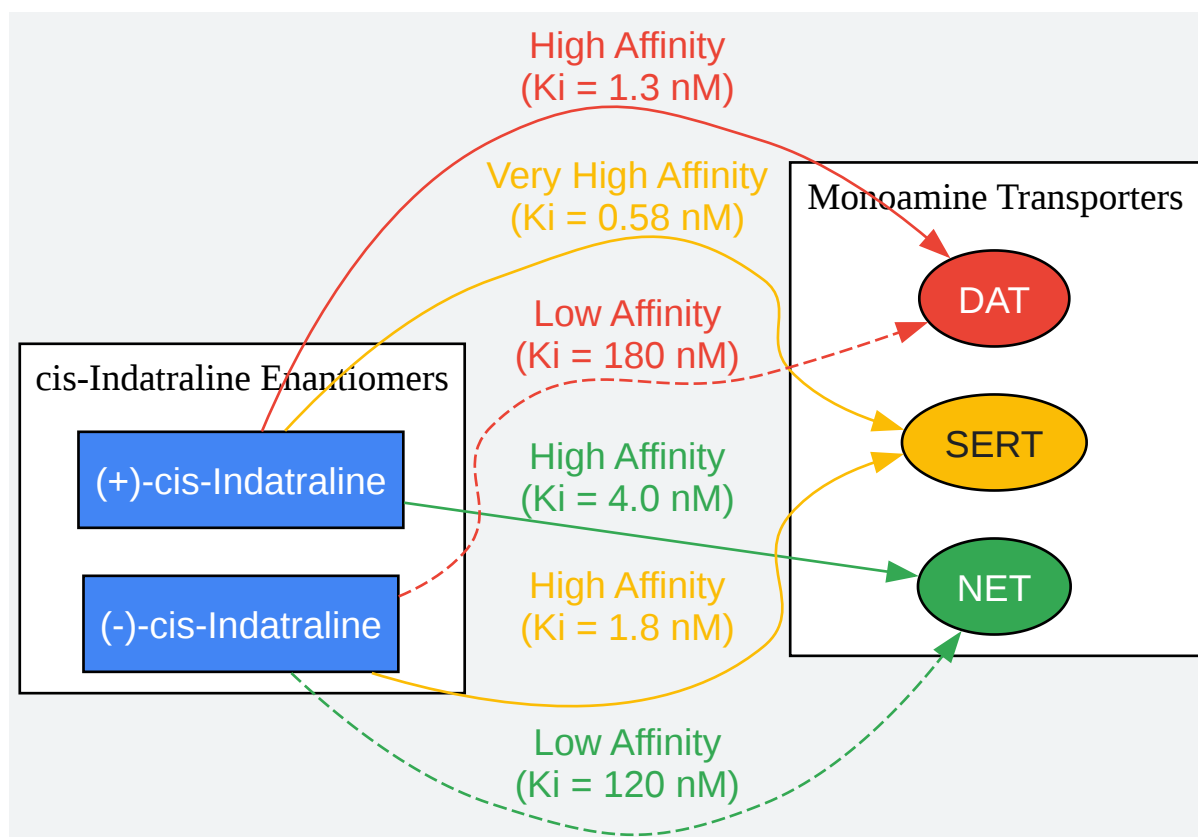 High Affinity
(Ki = 1.3 nM)
Very High Affinity
(Ki = 0.58 nM)
Monoamine Transporters
DAT
Low Affinity
(Ki = 180 nM)
cis-Indatraline Enantiomers
SERT
(+)-cis-Indatraline
High Affinity
(Ki = 4.0 nM)
NET
(-)-cis-Indatraline
High Affinity
(Ki = 1.8 nM)
Low Affinity
(Ki = 120 nM)